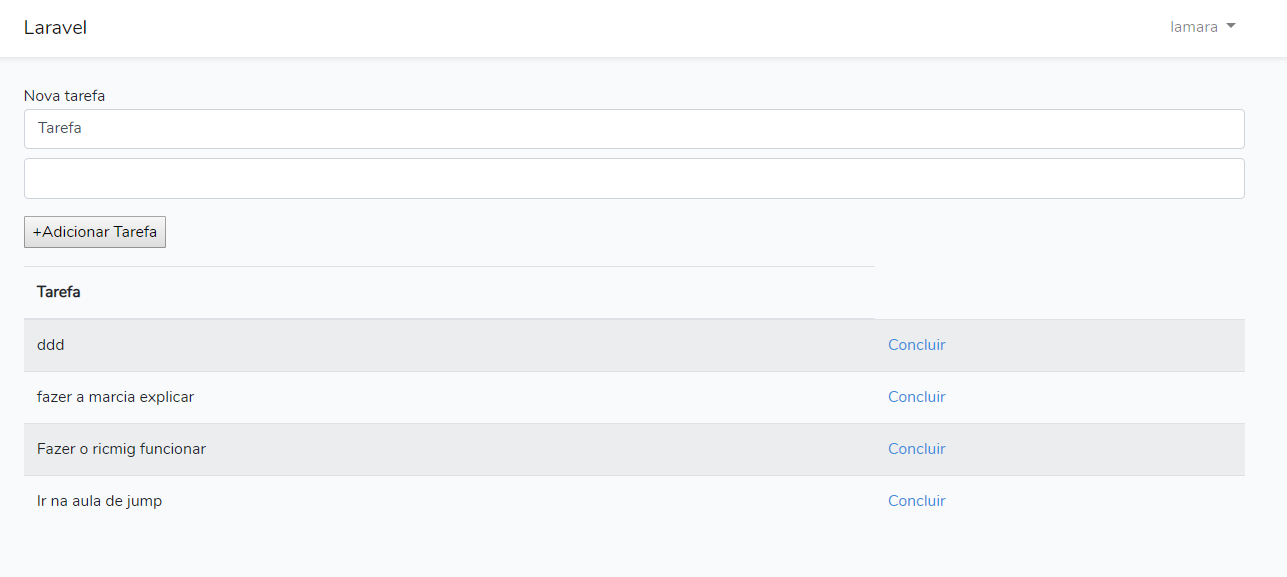 Laravel
lamara
Nova tarefa
Tarefa
+Adicionar Tarefa
Tarefa
ddd Concluir
fazer a marcia explicar Concluir
Fazer o ricmig funcionar Concluir
Ir na aula de jump Concluir